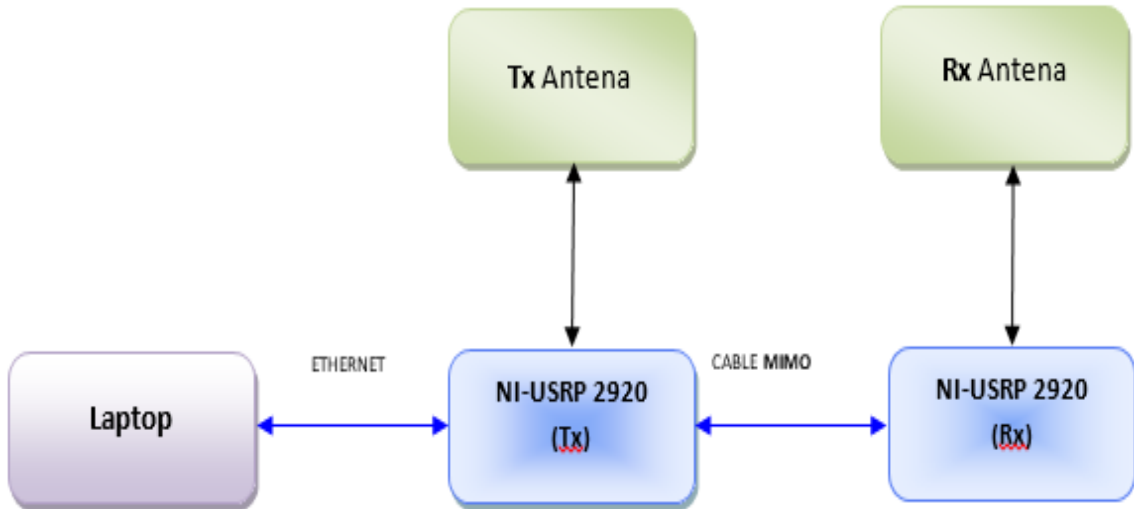 Tx Antena
Rx Antena
ETHERNET
CABLE MIMO
Laptop
NI-USRP 2920
(Tx)
NI-USRP 2920
(Rx)